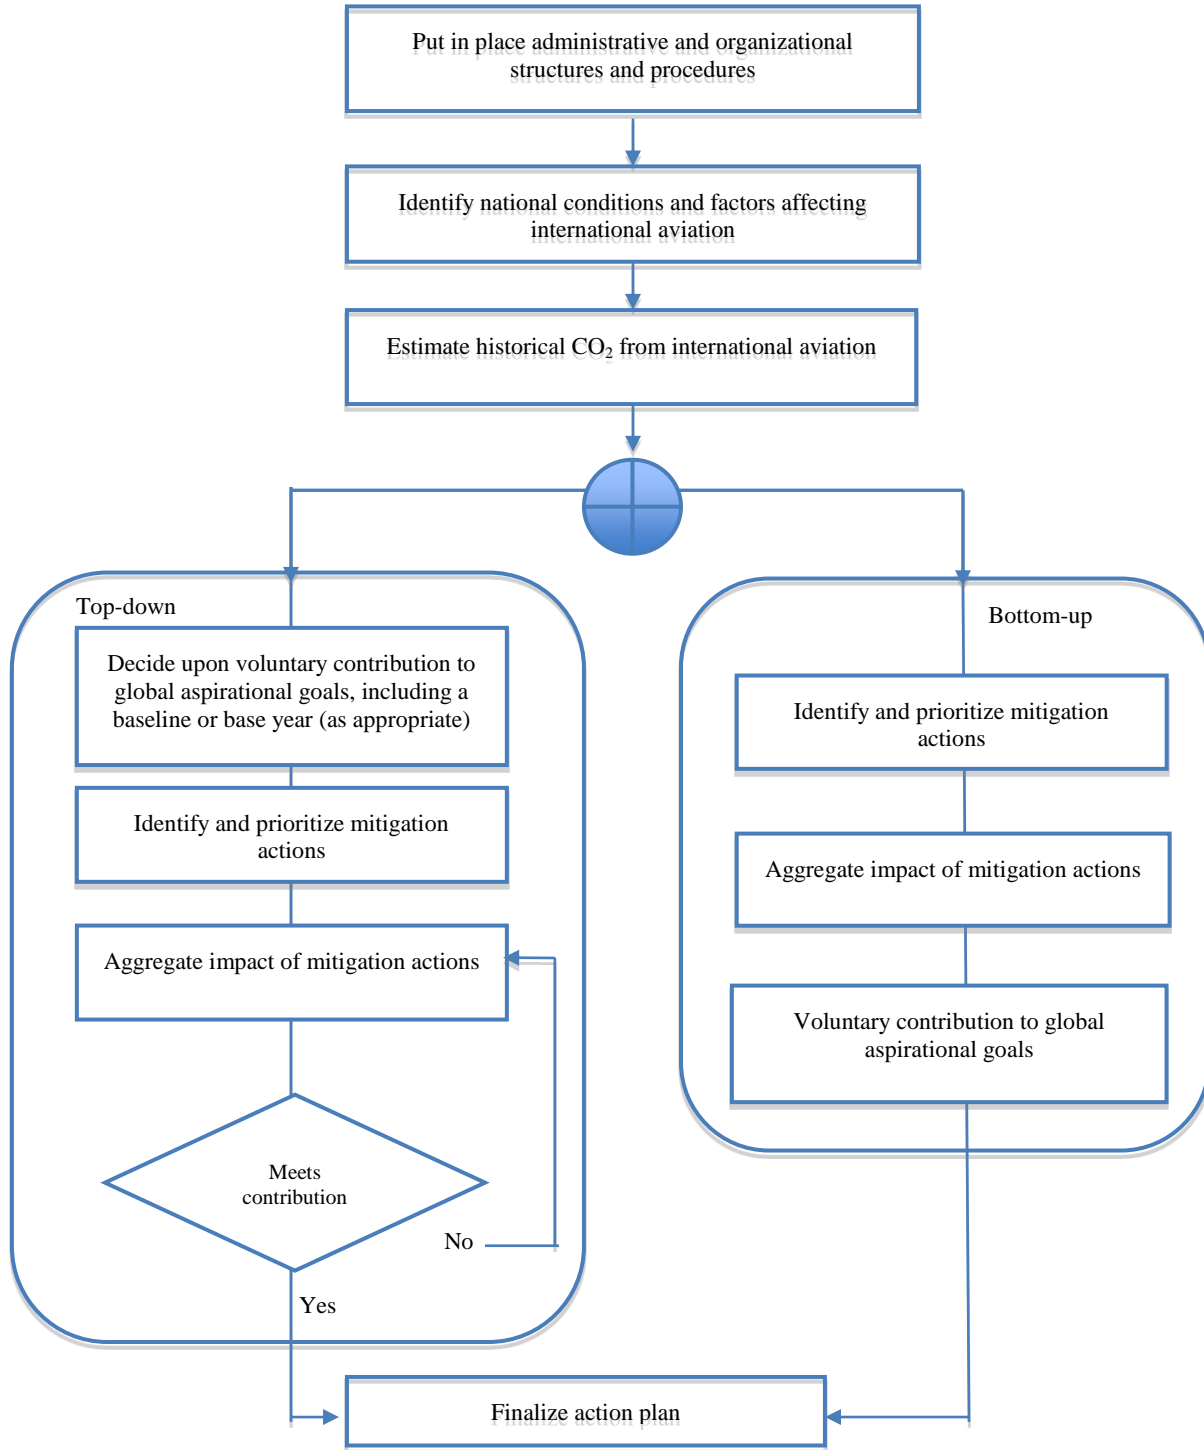 Put in place administrative and organizational
structures and procedures
Identify national conditions and factors affecting
international aviation
Estimate historical CO₂ from international aviation
Top-down
Decide upon voluntary contribution to
global aspirational goals, including a
baseline or base year (as appropriate)
Identify and prioritize mitigation
actions
Aggregate impact of mitigation actions
Meets
contribution
No
Yes
Bottom-up
Identify and prioritize mitigation
actions
Aggregate impact of mitigation actions
Voluntary contribution to global
aspirational goals
Finalize action plan